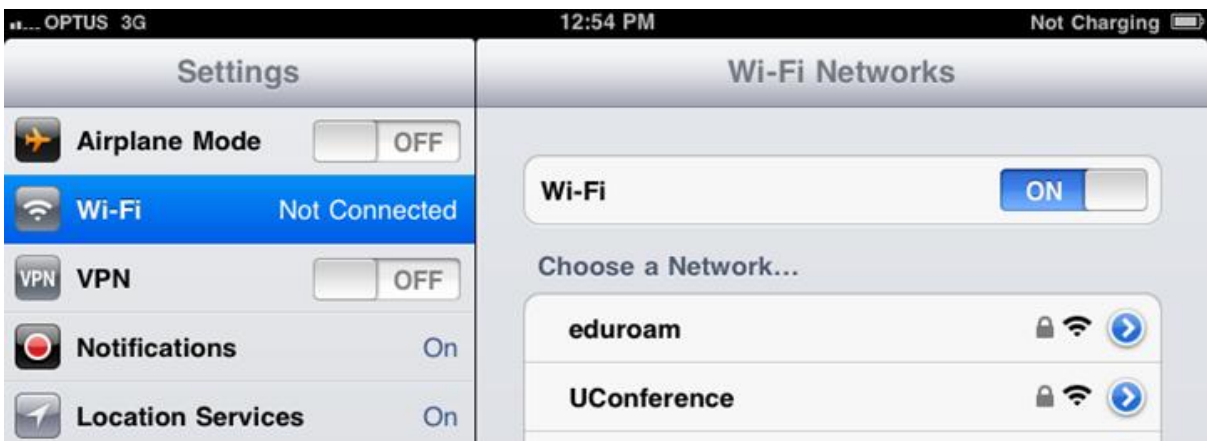 OPTUS 3G 12:54 PM Not Charging
Settings
Wi-Fi Networks
Airplane Mode OFF
Wi-Fi Not Connected
VPN VPN OFF
Notifications On
Location Services On
Wi-Fi ON
Choose a Network...
eduroam
UConference